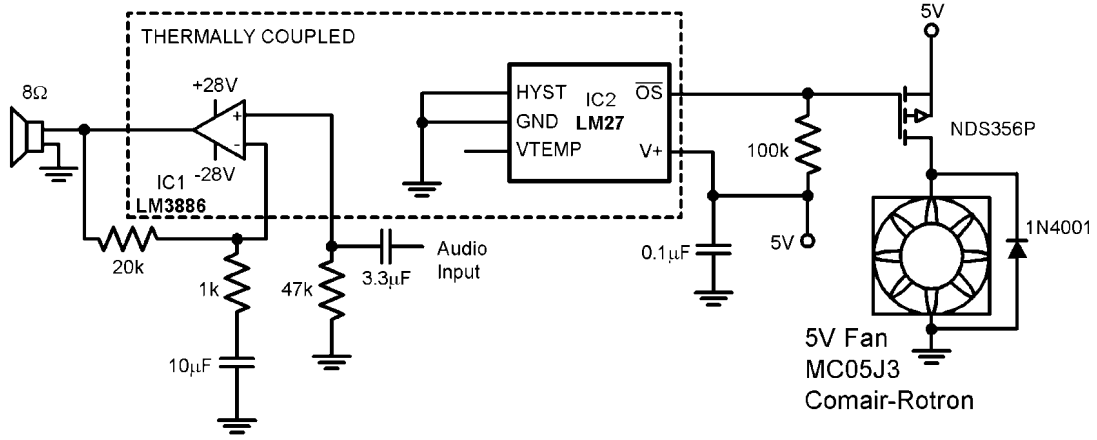 THERMALLY COUPLED
8Ω
+28V
+
-
-28V
IC1
LM3886
20k
1k
10μF
47k
3.3μF
Audio
Input
HYST
GND
VTEMP
IC2
LM27
OS
V+
100k
5V
0.1μF
5V
NDS356P
1N4001
5V Fan
MC05J3
Comair-Rotron